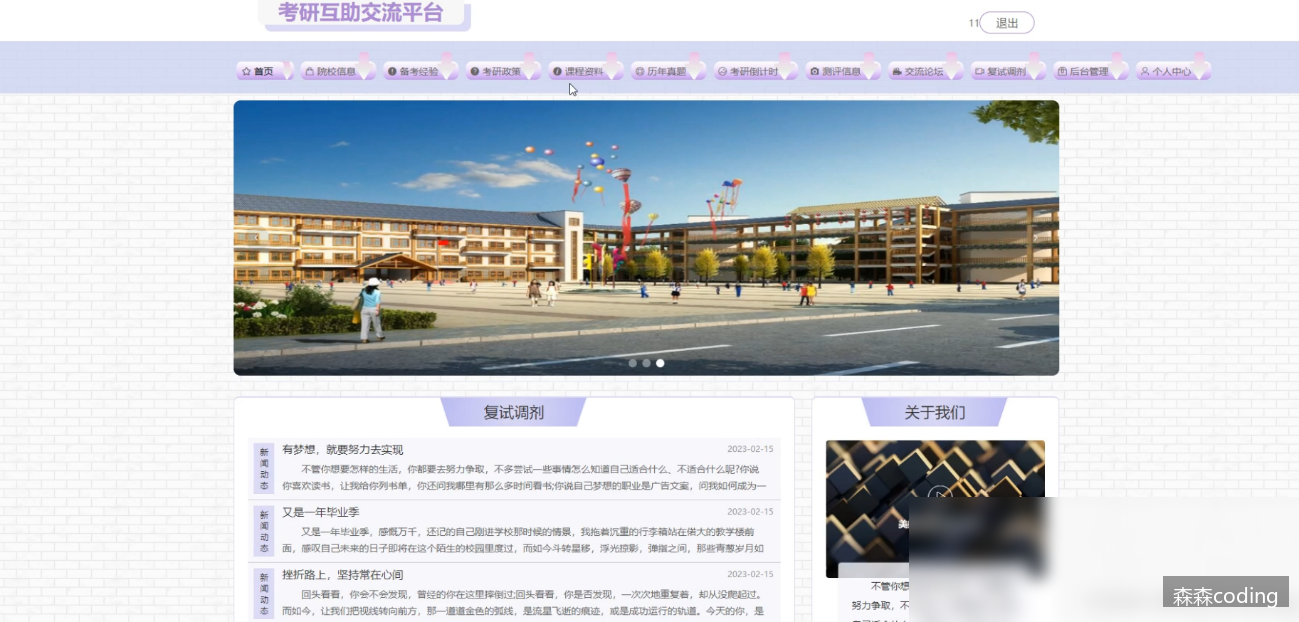 考研互助交流平台
11 退出
首页 院校信息 备考经验 考研政策 课程资料 历年真题 考研倒计时 测评信息 交流论坛 复试调剂 后台管理 个人中心
复试调剂
新闻动态
有梦想，就要努力去实现 2023-02-15
不管你想要怎样的生活，你都要去努力争取，不多尝试一些事情怎么知道自己适合什么、不适合什么呢?你说
你喜欢读书，让我给你列书单，你还问我哪里有那么多时间看书;你说自己梦想的职业是广告文案，问我如何成为一
新闻动态
又是一年毕业季 2023-02-15
又是一年毕业季，感慨万千，还记的自己刚进学校那时候的情景，我拖着沉重的行李箱站在偌大的教学楼前
面，感叹自己未来的日子即将在这个陌生的校园里度过，而如今斗转星移，浮光掠影，弹指之间，那些青葱岁月如
新闻动态
挫折路上，坚持常在心间 2023-02-15
回头看看，你会不会发现，曾经的你在这里摔倒过;回头看看，你是否发现，一次次地重复着，却从没爬起过。
而如今，让我们把视线转向前方，那一道道金色的弧线，是流星飞逝的痕迹，或是成功运行的轨道。今天的你，是
关于我们
美
不管你想
努力争取，不
森森coding